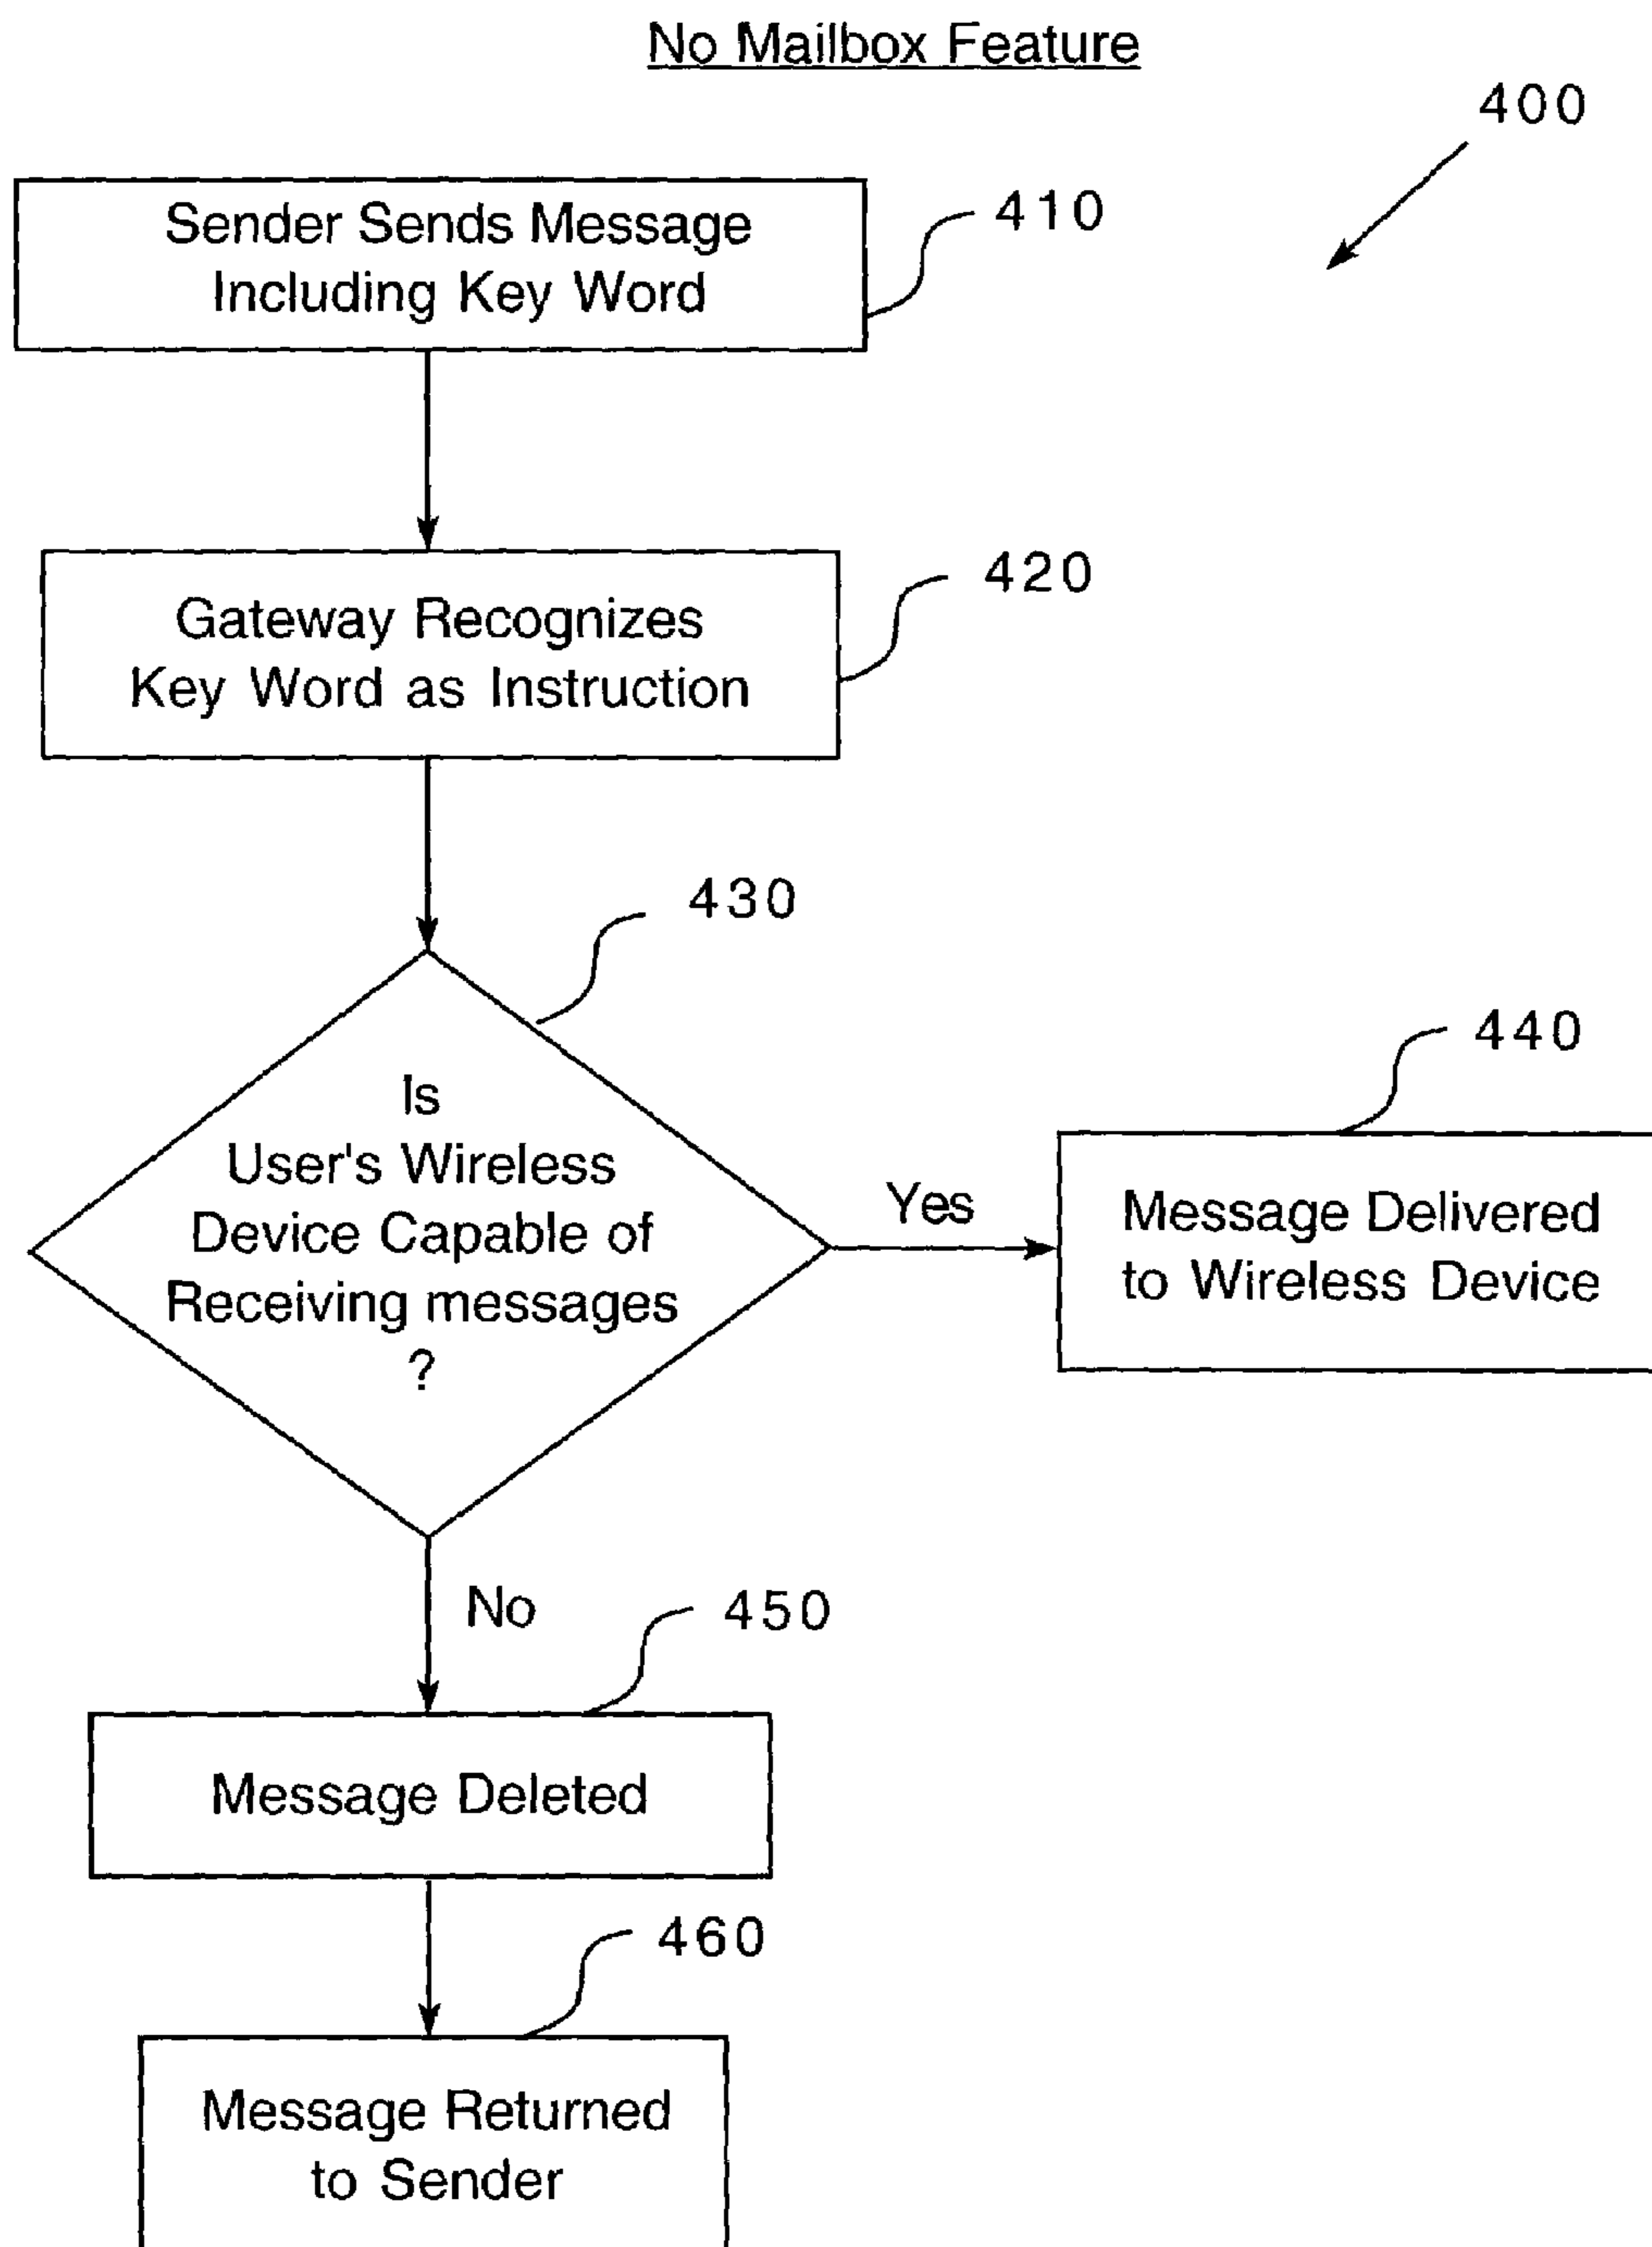 No Mailbox Feature
400
Sender Sends Message
Including Key Word
410
Gateway Recognizes
Key Word as Instruction
420
430
Is
User's Wireless
Device Capable of
Receiving messages
?
Yes
440
Message Delivered
to Wireless Device
No
450
Message Deleted
460
Message Returned
to Sender